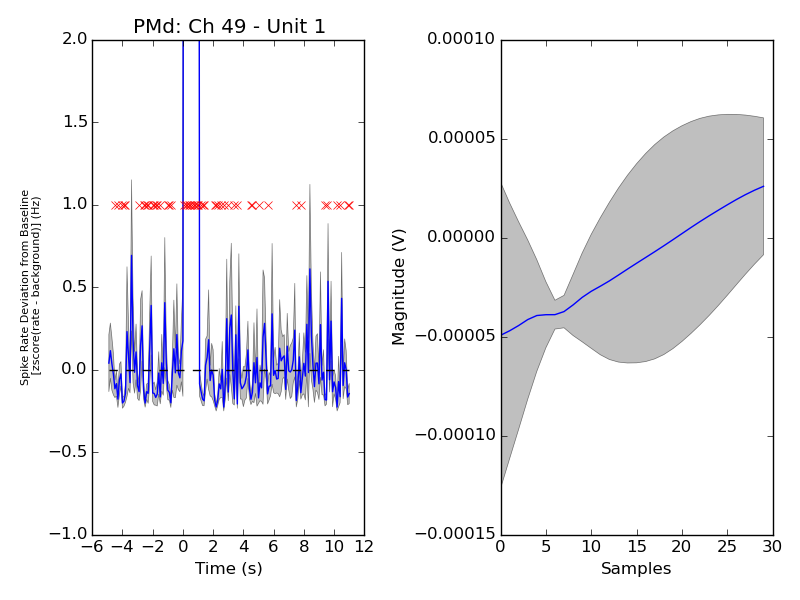 PMd: Ch 49 - Unit 1
2.0
1.5
1.0
0.5
0.0
−0.5
−1.0
−6 −4 −2 0 2 4 6 8 10 12
Time (s)
Spike Rate Deviation from Baseline
[zscore(rate - background)] (Hz)
0.00010
0.00005
0.00000
−0.00005
−0.00010
−0.00015
0 5 10 15 20 25 30
Samples
Magnitude (V)